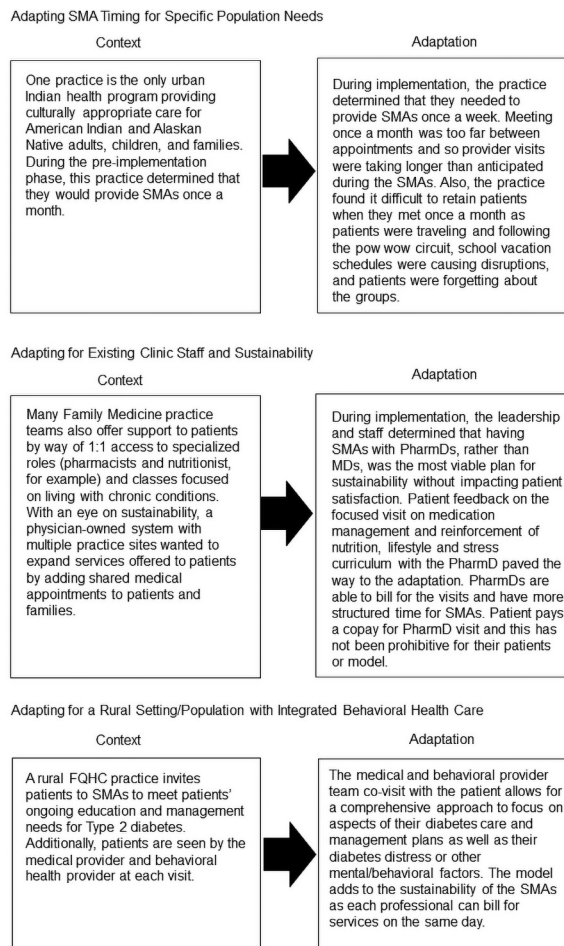 Adapting SMA Timing for Specific Population Needs
Context
Adaptation
One practice is the only urban
Indian health program providing
culturally appropriate care for
American Indian and Alaskan
Native adults, children, and families.
During the pre-implementation
phase, this practice determined that
they would provide SMAs once a
month.
During implementation, the practice
determined that they needed to
provide SMAs once a week. Meeting
once a month was too far between
appointments and so provider visits
were taking longer than anticipated
during the SMAs. Also, the practice
found it difficult to retain patients
when they met once a month as
patients were traveling and following
the pow wow circuit, school vacation
schedules were causing disruptions,
and patients were forgetting about
the groups.
Adapting for Existing Clinic Staff and Sustainability
Context
Adaptation
Many Family Medicine practice
teams also offer support to patients
by way of 1:1 access to specialized
roles (pharmacists and nutritionist,
for example) and classes focused
on living with chronic conditions.
With an eye on sustainability, a
physician-owned system with
multiple practice sites wanted to
expand services offered to patients
by adding shared medical
appointments to patients and
families.
During implementation, the leadership
and staff determined that having
SMAs with PharmDs, rather than
MDs, was the most viable plan for
sustainability without impacting patient
satisfaction. Patient feedback on the
focused visit on medication
management and reinforcement of
nutrition, lifestyle and stress
curriculum with the PharmD paved the
way to the adaptation. PharmDs are
able to bill for the visits and have more
structured time for SMAs. Patient pays
a copay for PharmD visit and this has
not been prohibitive for their patients
or model.
Adapting for a Rural Setting/Population with Integrated Behavioral Health Care
Context
Adaptation
A rural FQHC practice invites
patients to SMAs to meet patients'
ongoing education and management
needs for Type 2 diabetes.
Additionally, patients are seen by the
medical provider and behavioral
health provider at each visit.
The medical and behavioral provider
team co-visit with the patient allows for
a comprehensive approach to focus on
aspects of their diabetes care and
management plans as well as their
diabetes distress or other
mental/behavioral factors. The model
adds to the sustainability of the SMAs
as each professional can bill for
services on the same day.